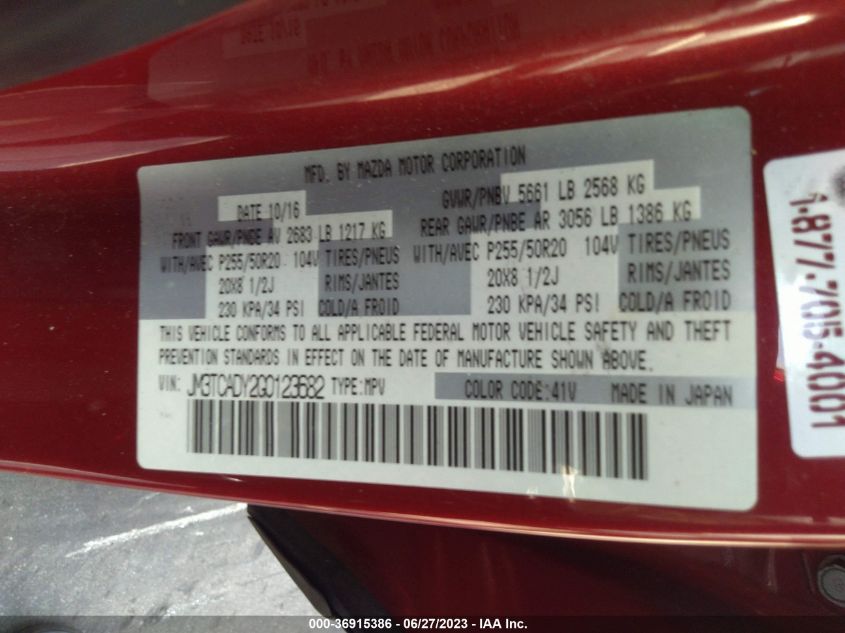 MFD. BY MAZDA MOTOR CORPORATION
DATE 10/16
GVWR/PNBV 5661 LB 2568 KG
FRONT GAWR/PNBE AV 2683 LB 1217 KG
REAR GAWR/PNBE AR 3056 LB 1386 KG
WITH/AVEC P255/50R20 104V TIRES/PNEUS
WITH/AVEC P255/50R20 104V TIRES/PNEUS
20X8 1/2J RIMS/JANTES
20X8 1/2J RIMS/JANTES
230 KPA/34 PSI COLD/A FROID
230 KPA/34 PSI COLD/A FROID
THIS VEHICLE CONFORMS TO ALL APPLICABLE FEDERAL MOTOR VEHICLE SAFETY AND THEFT
PREVENTION STANDARDS IN EFFECT ON THE DATE OF MANUFACTURE SHOWN ABOVE.
VIN: JM3TCADY2G0123682 TYPE:MPV
COLOR CODE:41V MADE IN JAPAN
1-877-705-4001
000-36915386 / 06/27/2023 - IAA Inc.